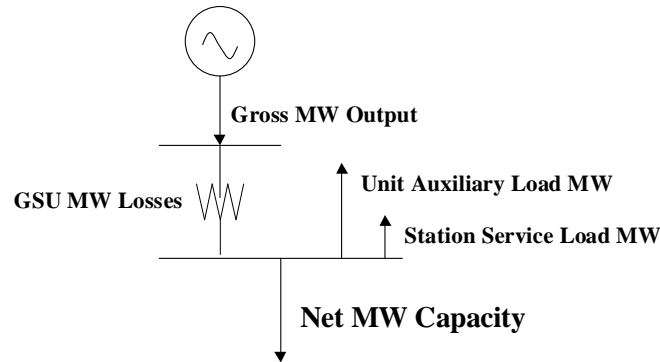 Gross MW Output
GSU MW Losses
Unit Auxiliary Load MW
Station Service Load MW
Net MW Capacity